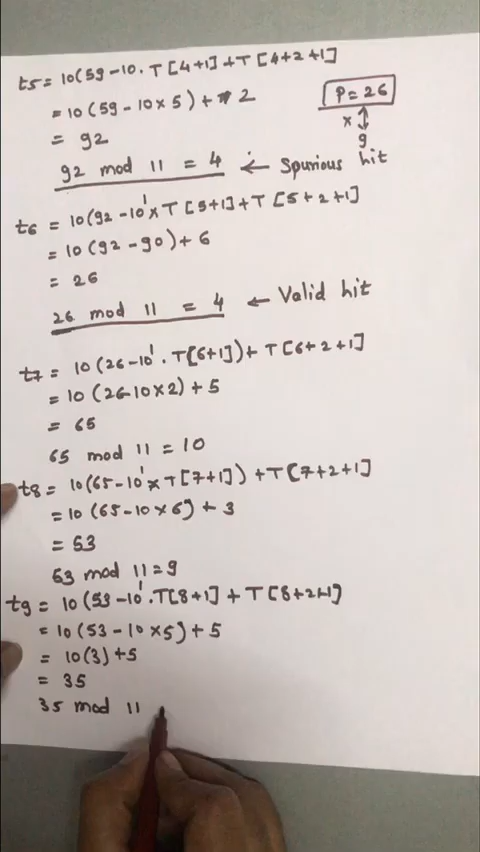 t5 = 10(59-10. T[4+1]+T[4+2+1]
= 10(59-10×5)+2
P=26
x
9
= 92
92 mod 11 = 4 ← Spurious hit
t6 = 10(92-10¹×T[5+1]+T[5+2+1]
= 10(92-90)+6
= 26
26 mod 11 = 4 ← Valid hit
t7 = 10(26-10¹.T[6+1])+T[6+2+1]
= 10(26-10×2)+5
= 65
65 mod 11 = 10
t8 = 10(65-10¹×T[7+1])+T[7+2+1]
= 10(65-10×6)+3
= 53
53 mod 11 = 9
t9 = 10(53-10¹.T[8+1]+T[8+2+1]
= 10(53-10×5)+5
= 10(3)+5
= 35
35 mod 11